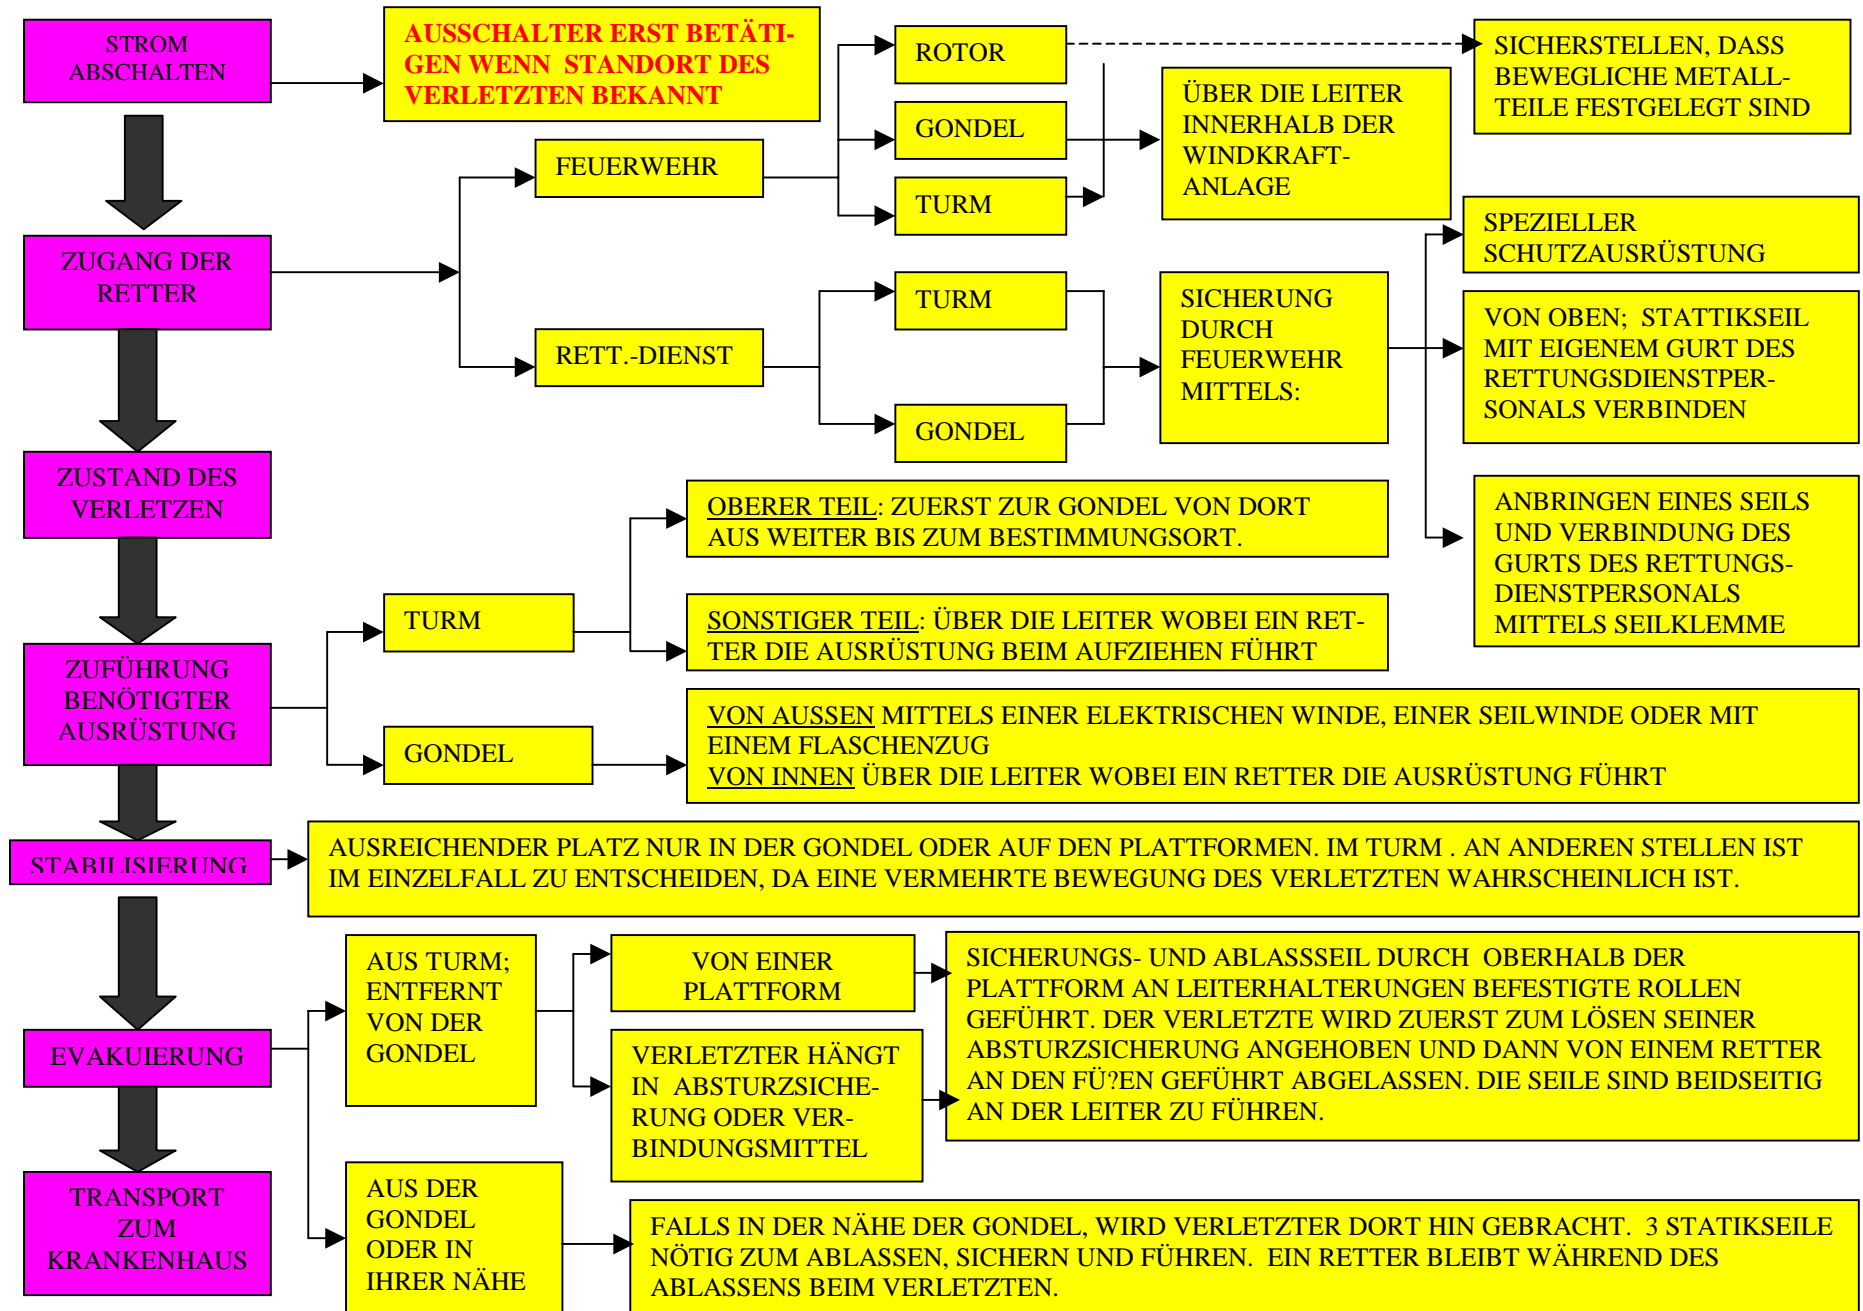 STROM
ABSCHALTEN
AUSSCHALTER ERST BETÄTI-
GEN WENN STANDORT DES
VERLETZTEN BEKANNT
ZUGANG DER
RETTER
FEUERWEHR
ROTOR
SICHERSTELLEN, DASS
BEWEGLICHE METALL-
TEILE FESTGELEGT SIND
GONDEL
TURM
ÜBER DIE LEITER
INNERHALB DER
WINDKRAFT-
ANLAGE
RETT.-DIENST
TURM
GONDEL
SICHERUNG
DURCH
FEUERWEHR
MITTELS:
SPEZIELLER
SCHUTZAUSRÜSTUNG
VON OBEN; STATTIKSEIL
MIT EIGENEM GURT DES
RETTUNGSDIENSTPER-
SONALS VERBINDEN
ANBRINGEN EINES SEILS
UND VERBINDUNG DES
GURTS DES RETTUNGS-
DIENSTPERSONALS
MITTELS SEILKLEMME
ZUSTAND DES
VERLETZEN
ZUFÜHRUNG
BENÖTIGTER
AUSRÜSTUNG
TURM
OBERER TEIL: ZUERST ZUR GONDEL VON DORT
AUS WEITER BIS ZUM BESTIMMUNGSORT.
SONSTIGER TEIL: ÜBER DIE LEITER WOBEI EIN RET-
TER DIE AUSRÜSTUNG BEIM AUFZIEHEN FÜHRT
GONDEL
VON AUSSEN MITTELS EINER ELEKTRISCHEN WINDE, EINER SEILWINDE ODER MIT
EINEM FLASCHENZUG
VON INNEN ÜBER DIE LEITER WOBEI EIN RETTER DIE AUSRÜSTUNG FÜHRT
STABILISIERUNG
AUSREICHENDER PLATZ NUR IN DER GONDEL ODER AUF DEN PLATTFORMEN. IM TURM . AN ANDEREN STELLEN IST
IM EINZELFALL ZU ENTSCHEIDEN, DA EINE VERMEHRTE BEWEGUNG DES VERLETZTEN WAHRSCHEINLICH IST.
EVAKUIERUNG
AUS TURM;
ENTFERNT
VON DER
GONDEL
VON EINER
PLATTFORM
VERLETZTER HÄNGT
IN ABSTURZSICHE-
RUNG ODER VER-
BINDUNGSMITTEL
SICHERUNGS- UND ABLASSSEIL DURCH OBERHALB DER
PLATTFORM AN LEITERHALTERUNGEN BEFESTIGTE ROLLEN
GEFÜHRT. DER VERLETZTE WIRD ZUERST ZUM LÖSEN SEINER
ABSTURZSICHERUNG ANGEHOBEN UND DANN VON EINEM RETTER
AN DEN FÜ?EN GEFÜHRT ABGELASSEN. DIE SEILE SIND BEIDSEITIG
AN DER LEITER ZU FÜHREN.
AUS DER
GONDEL
ODER IN
IHRER NÄHE
FALLS IN DER NÄHE DER GONDEL, WIRD VERLETZTER DORT HIN GEBRACHT. 3 STATIKSEILE
NÖTIG ZUM ABLASSEN, SICHERN UND FÜHREN. EIN RETTER BLEIBT WÄHREND DES
ABLASSENS BEIM VERLETZTEN.
TRANSPORT
ZUM
KRANKENHAUS